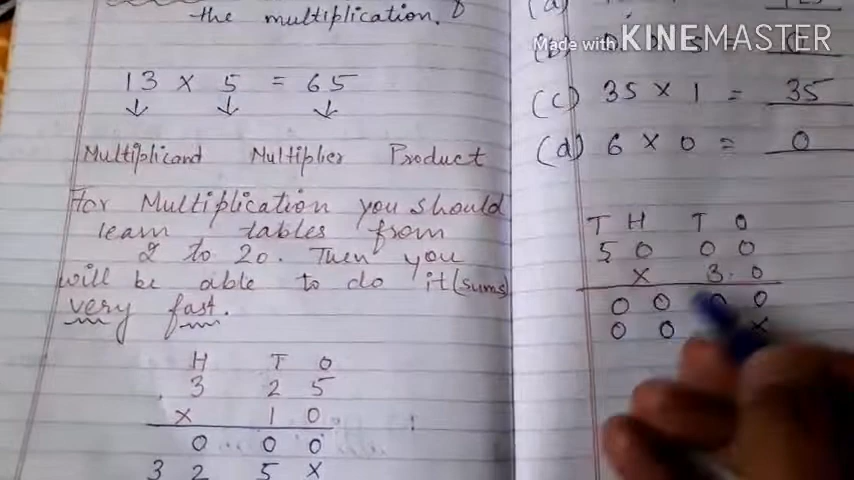 the multiplication.
13 x 5 = 65
Multiplicand Multiplier Product
For Multiplication you should
learn tables from
2 to 20. Then you
will be able to do it (sums)
very fast.
H T O
3 2 5
x 1 0
0 0 0
3 2 5 x
(a)
(b)
Made with KINEMASTER
(c) 35 x 1 = 35
(d) 6 x 0 = 0
T H T O
5 0 0 0
x 3 0
0 0 0 0
0 0 x